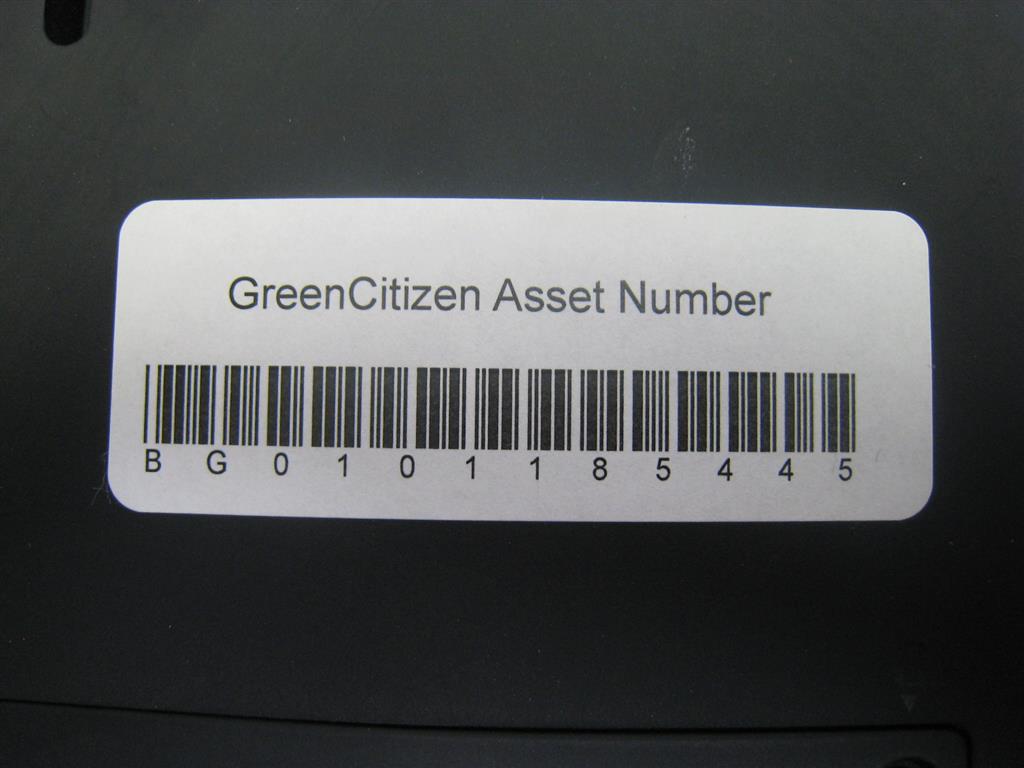 GreenCitizen Asset Number
B G 0 1 0 1 1 8 5 4 4 5